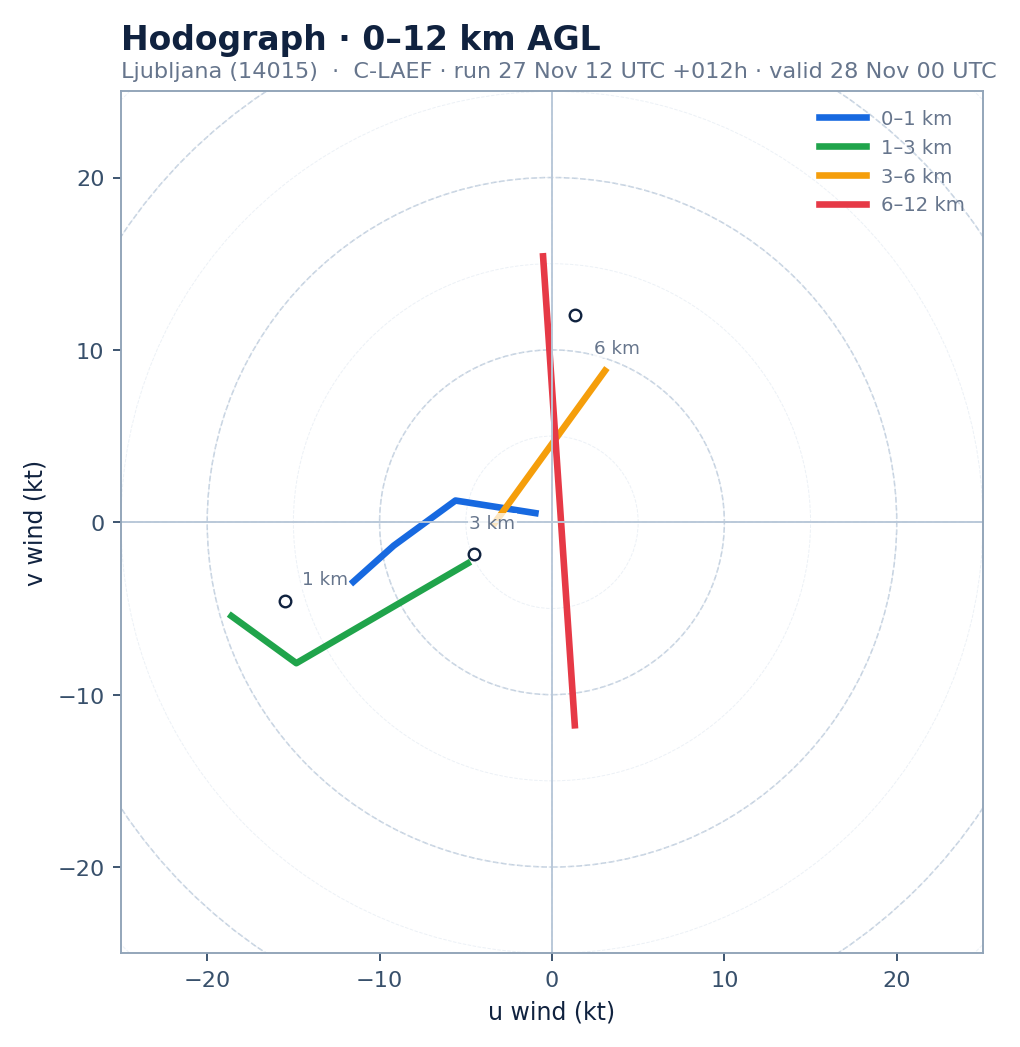 Hodograph · 0–12 km AGL
Ljubljana (14015)  ·  C-LAEF · run 27 Nov 12 UTC +012h · valid 28 Nov 00 UTC
0–1 km
1–3 km
3–6 km
6–12 km
20
10
0
−10
−20
v wind (kt)
6 km
3 km
1 km
−20
−10
0
10
20
u wind (kt)